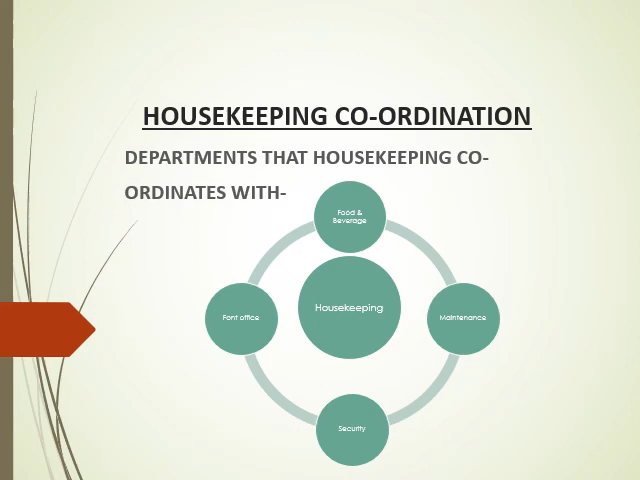 HOUSEKEEPING CO-ORDINATION
DEPARTMENTS THAT HOUSEKEEPING CO-
ORDINATES WITH-
Food &
Beverage
Housekeeping
Font office
Maintenance
Security